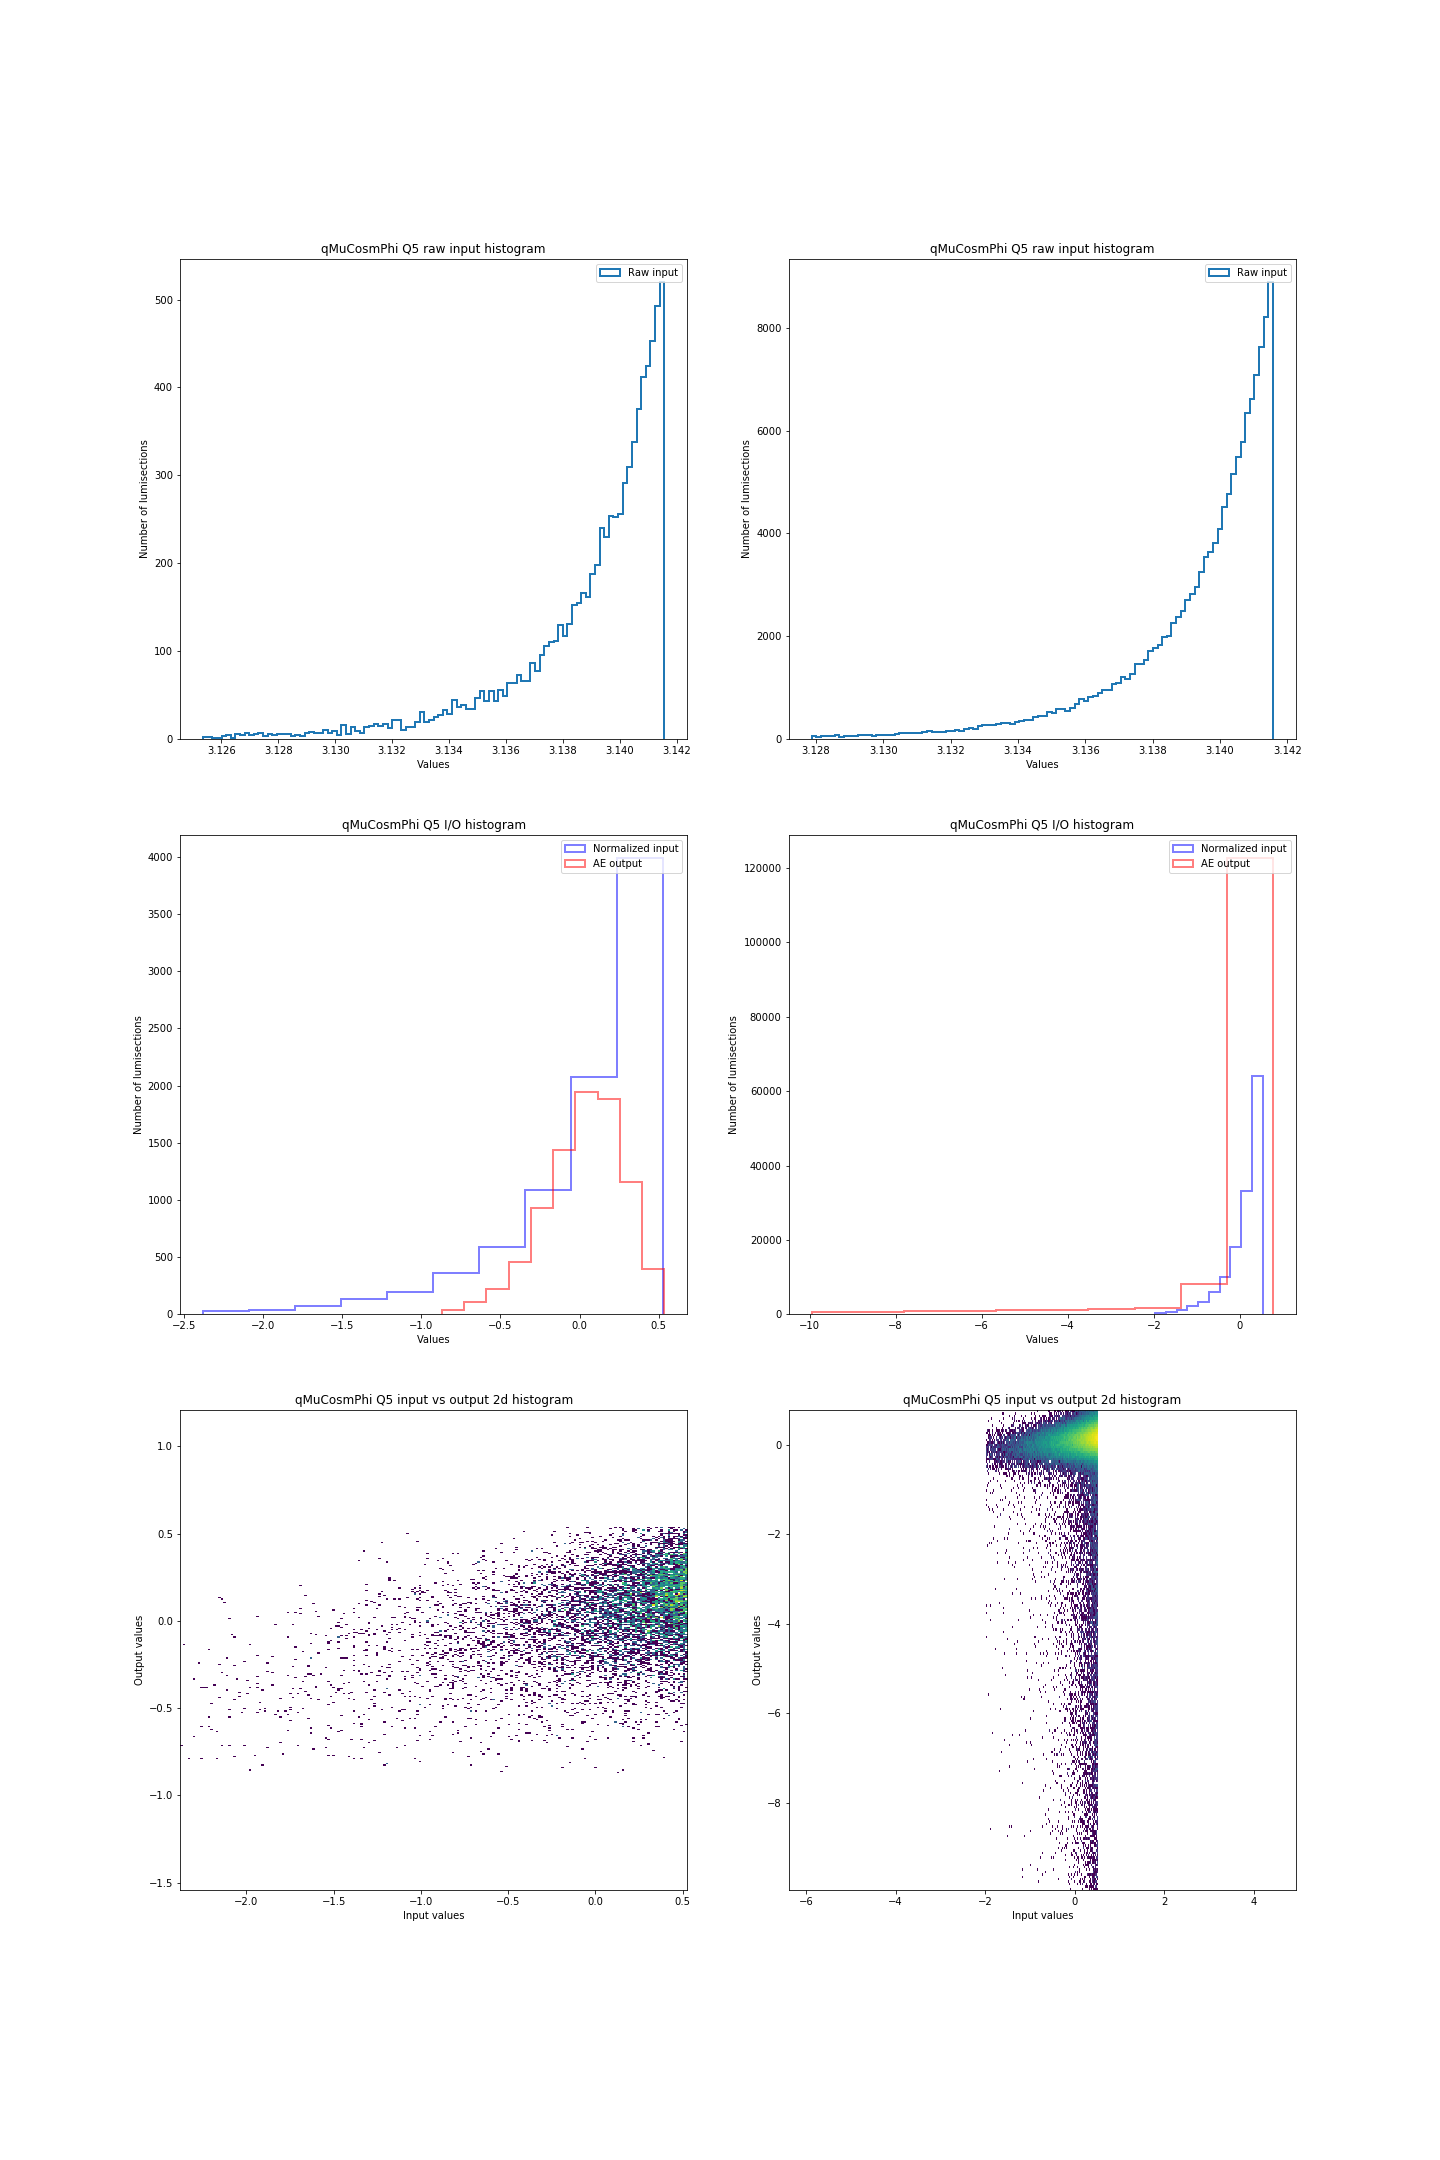 qMuCosmPhi Q5 raw input histogram
Raw input
500
400
300
200
100
0
Number of lumisections
3.126 3.128 3.130 3.132 3.134 3.136 3.138 3.140 3.142
Values
qMuCosmPhi Q5 raw input histogram
Raw input
8000
6000
4000
2000
0
Number of lumisections
3.128 3.130 3.132 3.134 3.136 3.138 3.140 3.142
Values
qMuCosmPhi Q5 I/O histogram
Normalized input
AE output
4000
3500
3000
2500
2000
1500
1000
500
0
Number of lumisections
−2.5 −2.0 −1.5 −1.0 −0.5 0.0 0.5
Values
qMuCosmPhi Q5 I/O histogram
Normalized input
AE output
120000
100000
80000
60000
40000
20000
0
Number of lumisections
−10 −8 −6 −4 −2 0
Values
qMuCosmPhi Q5 input vs output 2d histogram
1.0
0.5
0.0
−0.5
−1.0
−1.5
Output values
−2.0 −1.5 −1.0 −0.5 0.0 0.5
Input values
qMuCosmPhi Q5 input vs output 2d histogram
0
−2
−4
−6
−8
Output values
−6 −4 −2 0 2 4
Input values